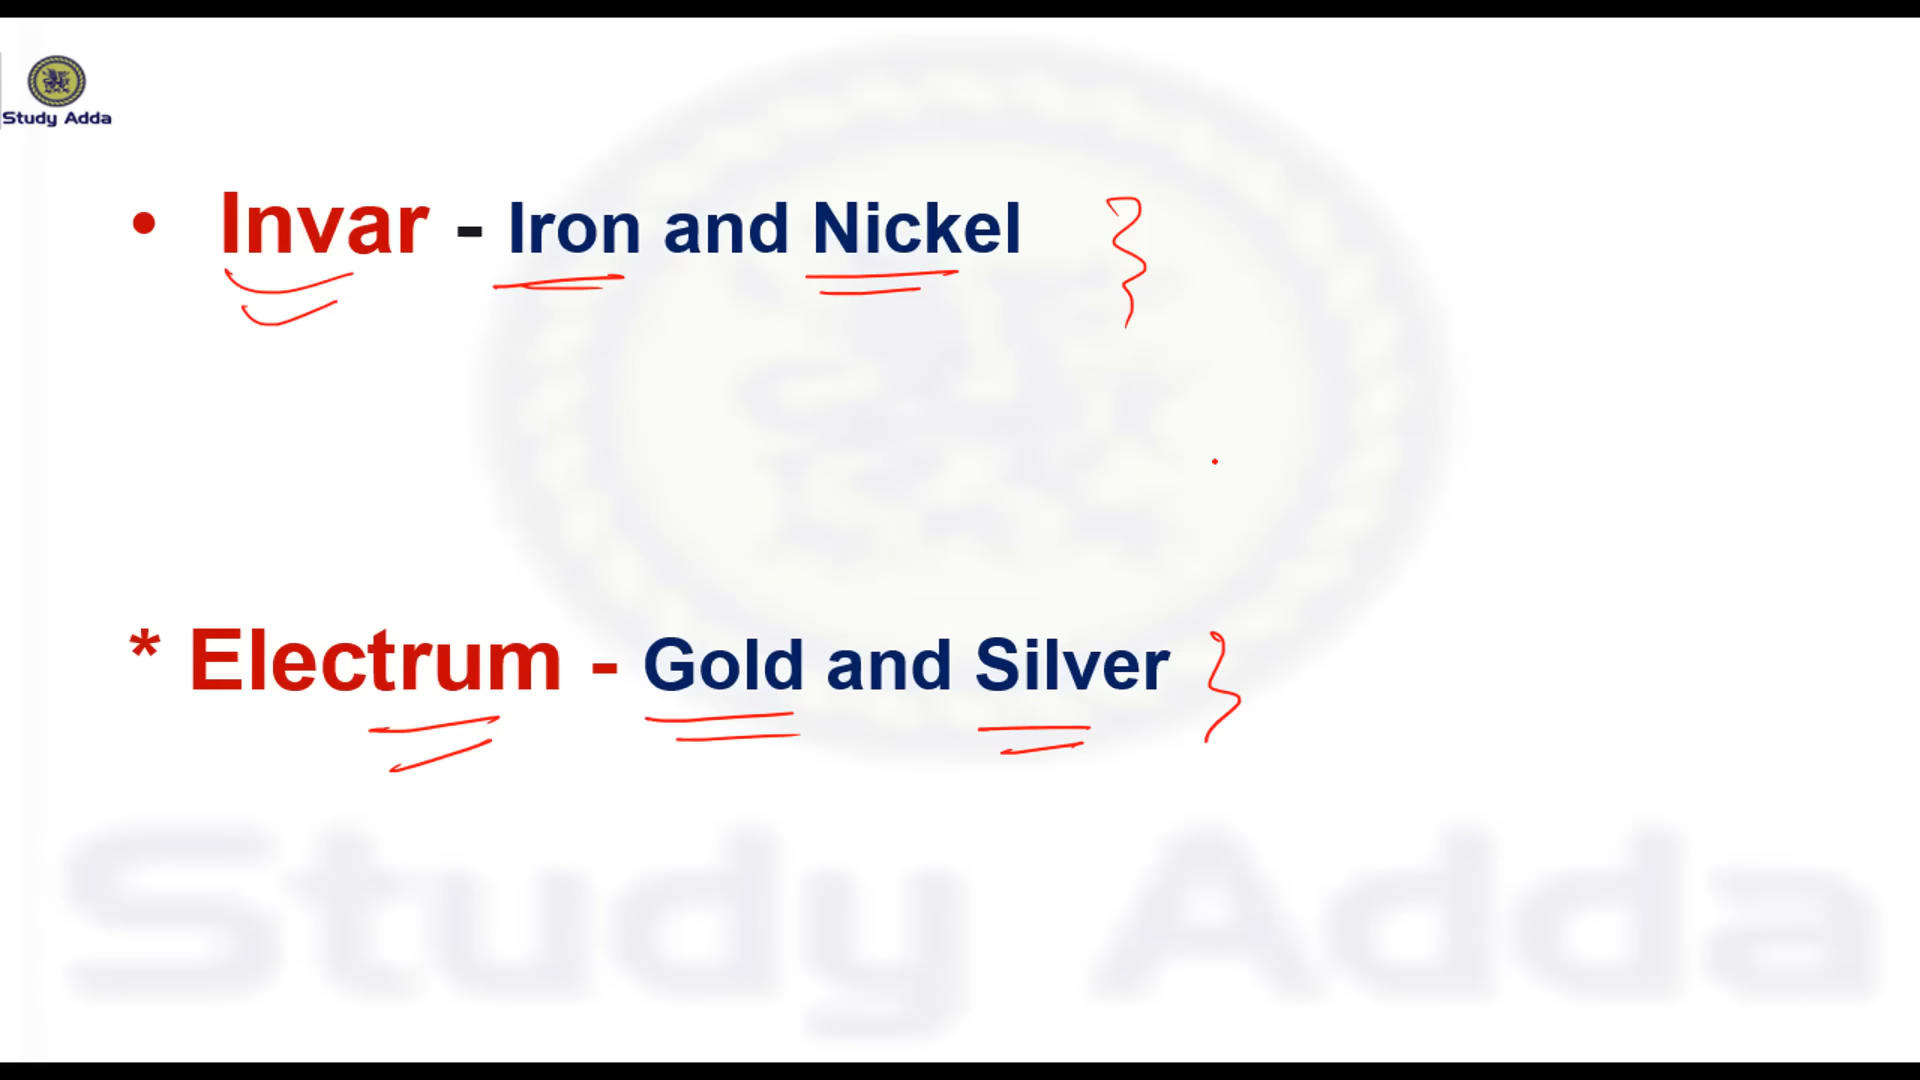 Study Adda
• Invar - Iron and Nickel
* Electrum - Gold and Silver
Study Adda